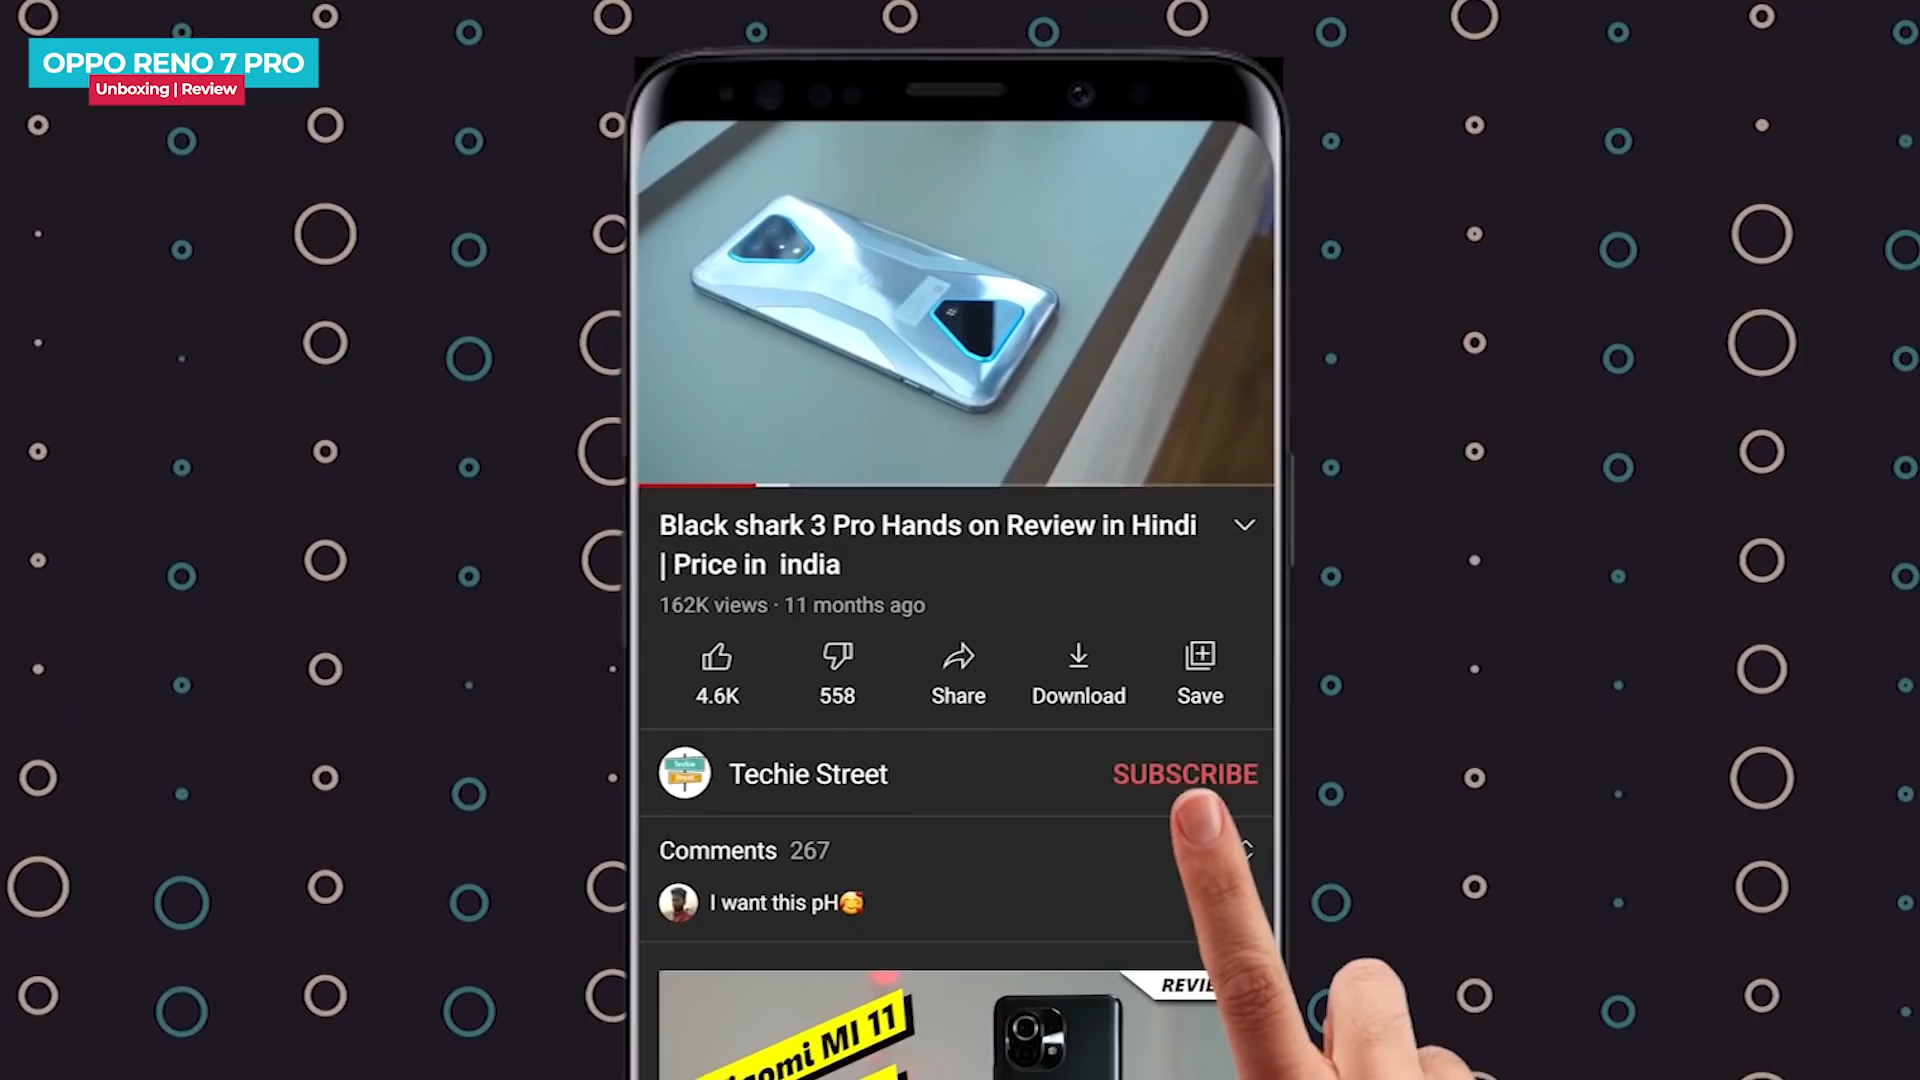 OPPO RENO 7 PRO
Unboxing | Review
Black shark 3 Pro Hands on Review in Hindi
| Price in india
162K views · 11 months ago
4.6K
558
Share
Download
Save
Techie
Street
Techie Street
SUBSCRIBE
Comments 267
I want this pH🥰
MI 11